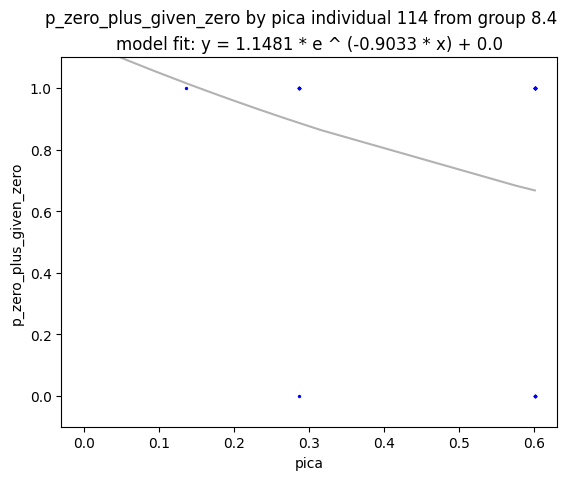 p_zero_plus_given_zero by pica individual 114 from group 8.4
model fit: y = 1.1481 * e ^ (-0.9033 * x) + 0.0
1.0
0.8
0.6
0.4
0.2
0.0
p_zero_plus_given_zero
0.0 0.1 0.2 0.3 0.4 0.5 0.6
pica